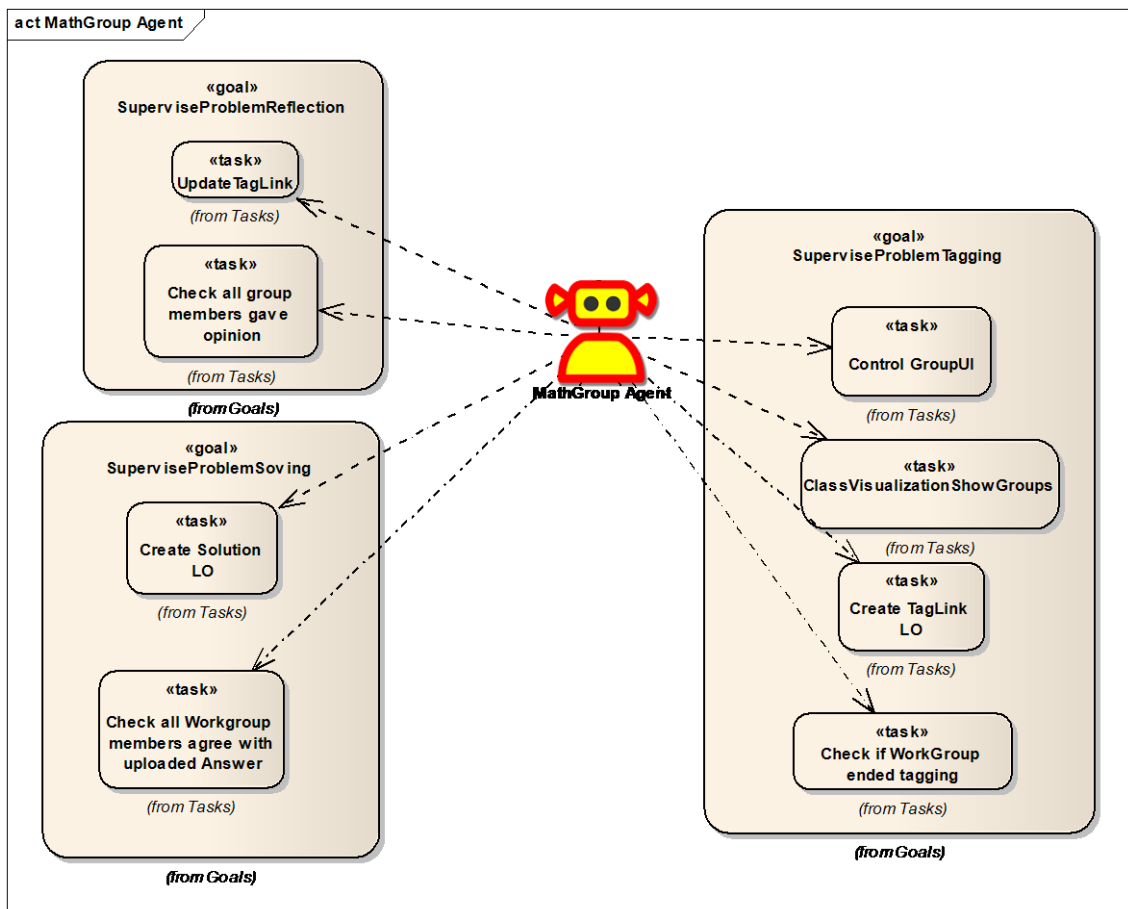 act MathGroup Agent
«goal»
SuperviseProblemReflection
«task»
UpdateTagLink
(from Tasks)
«task»
Check all group
members gave
opinion
(from Tasks)
(from Goals)
«goal»
SuperviseProblemSoving
«task»
Create Solution
LO
(from Tasks)
«task»
Check all Workgroup
members agree with
uploaded Answer
(from Tasks)
(from Goals)
MathGroup Agent
«goal»
SuperviseProblemTagging
«task»
Control GroupUI
(from Tasks)
«task»
ClassVisualizationShowGroups
(from Tasks)
«task»
Create TagLink
LO
(from Tasks)
«task»
Check if WorkGroup
ended tagging
(from Tasks)
(from Goals)